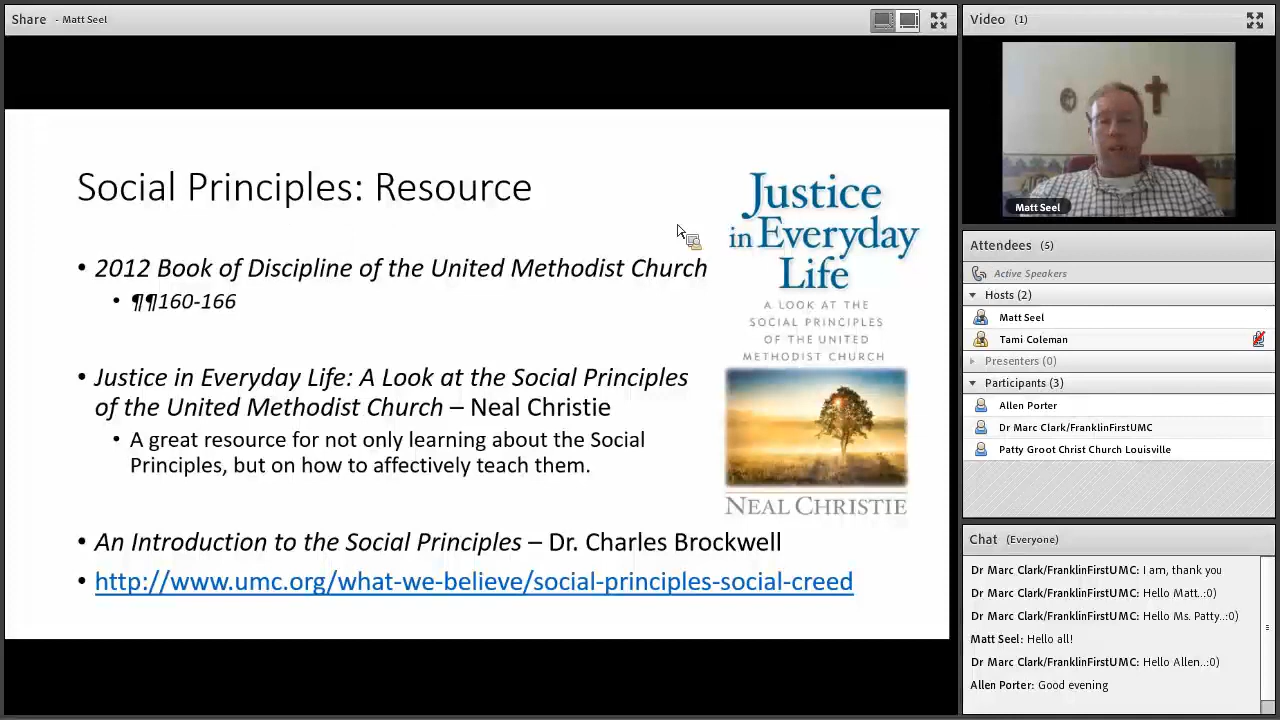 Share - Matt Seel
Social Principles: Resource
• 2012 Book of Discipline of the United Methodist Church
• ¶¶160-166
• Justice in Everyday Life: A Look at the Social Principles
of the United Methodist Church – Neal Christie
• A great resource for not only learning about the Social
Principles, but on how to affectively teach them.
• An Introduction to the Social Principles – Dr. Charles Brockwell
• http://www.umc.org/what-we-believe/social-principles-social-creed
Justice
in Everyday
Life
A LOOK AT THE
SOCIAL PRINCIPLES
OF THE UNITED
METHODIST CHURCH
NEAL CHRISTIE
Video (1)
Matt Seel
Attendees (5)
Active Speakers
Hosts (2)
Matt Seel
Tami Coleman
Presenters (0)
Participants (3)
Allen Porter
Dr Marc Clark/FranklinFirstUMC
Patty Groot Christ Church Louisville
Chat (Everyone)
Dr Marc Clark/FranklinFirstUMC: I am, thank you
Dr Marc Clark/FranklinFirstUMC: Hello Matt..:0)
Dr Marc Clark/FranklinFirstUMC: Hello Ms. Patty..:0)
Matt Seel: Hello all!
Dr Marc Clark/FranklinFirstUMC: Hello Allen..:0)
Allen Porter: Good evening